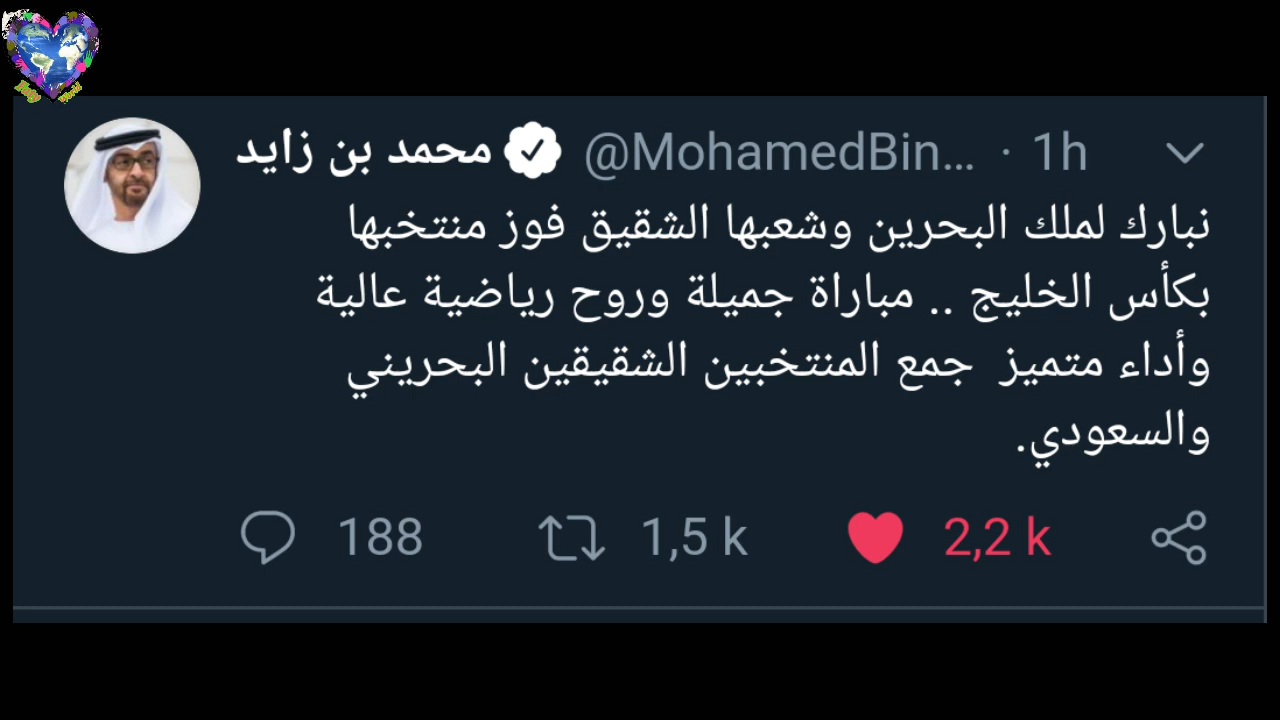 محمد بن زايد @MohamedBin... · 1h
نبارك لملك البحرين وشعبها الشقيق فوز منتخبها
بكأس الخليج .. مباراة جميلة وروح رياضية عالية
وأداء متميز جمع المنتخبين الشقيقين البحريني
والسعودي.
188 1,5 k 2,2 k